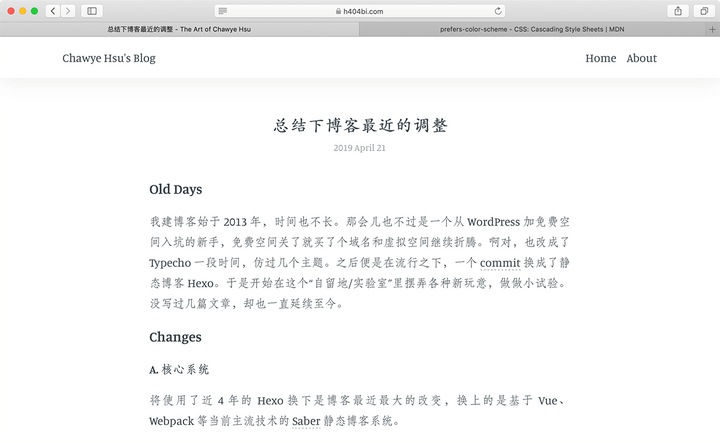 h404bi.com
总结下博客最近的调整 - The Art of Chawye Hsu
prefers-color-scheme - CSS: Cascading Style Sheets | MDN
Chawye Hsu's Blog
Home About
总结下博客最近的调整
2019 April 21
Old Days
我建博客始于 2013 年，时间也不长。那会儿也不过是一个从 WordPress 加免费空
间入坑的新手，免费空间关了就买了个域名和虚拟空间继续折腾。啊对，也改成了
Typecho 一段时间，仿过几个主题。之后便是在流行之下，一个 commit 换成了静
态博客 Hexo。于是开始在这个“自留地/实验室”里摆弄各种新玩意，做做小试验。
没写过几篇文章，却也一直延续至今。
Changes
A. 核心系统
将使用了近 4 年的 Hexo 换下是博客最近最大的改变，换上的是基于 Vue、
Webpack 等当前主流技术的 Saber 静态博客系统。